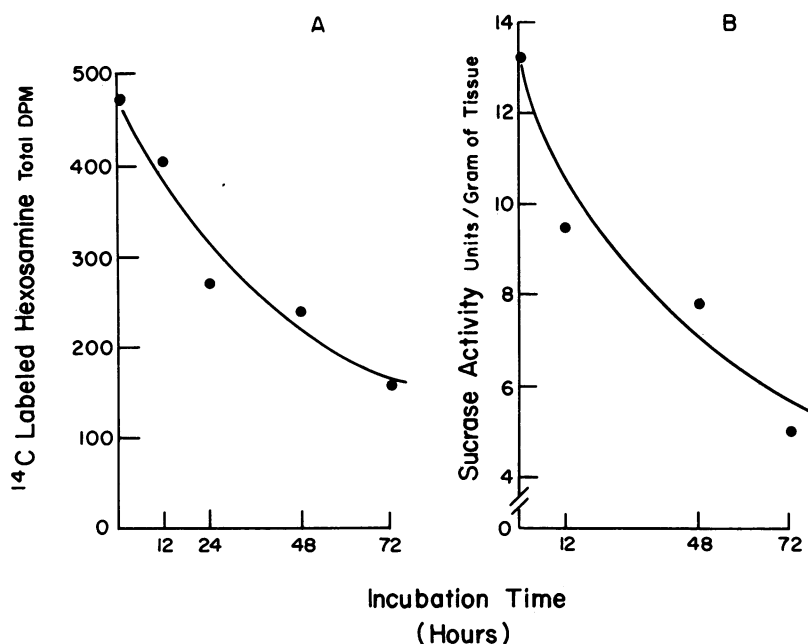 A
B
500
400
300
200
100
0
12 24 48 72
¹⁴C Labeled Hexosamine Total DPM
14
12
10
8
6
4
0
12 48 72
Sucrase Activity Units/Gram of Tissue
Incubation Time
(Hours)